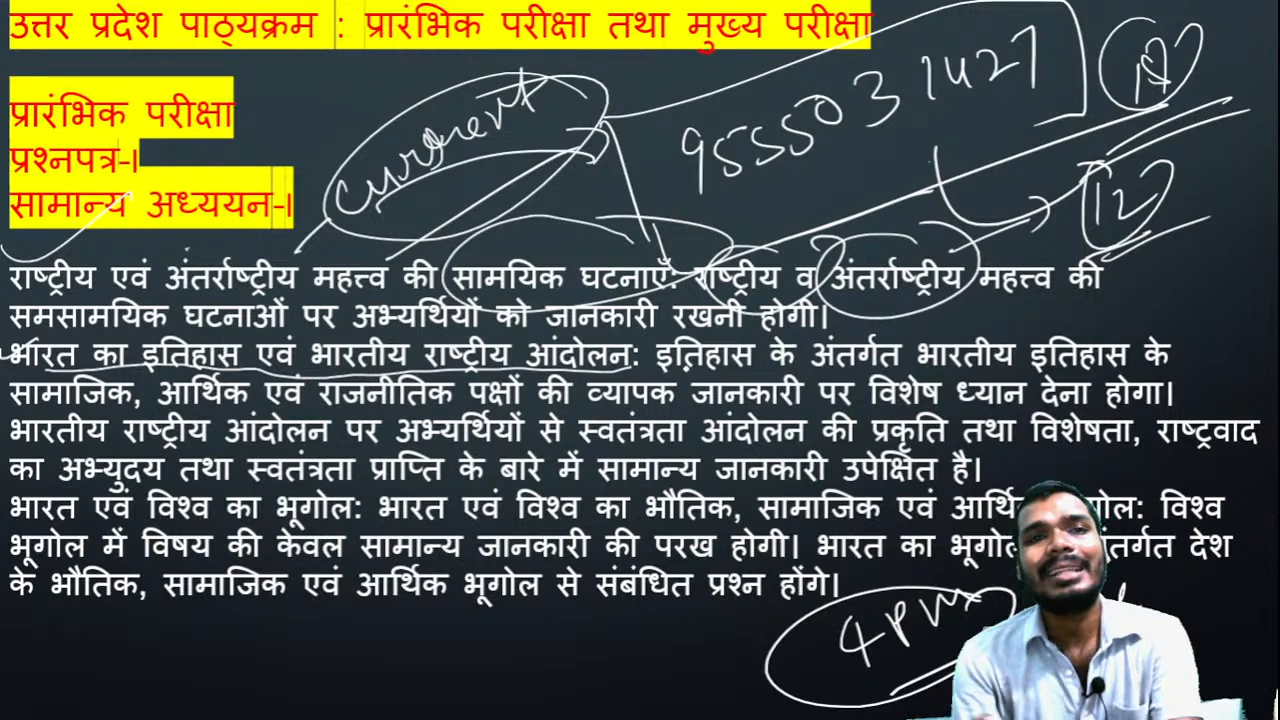 उत्तर प्रदेश पाठ्यक्रम : प्रारंभिक परीक्षा तथा मुख्य परीक्षा
प्रारंभिक परीक्षा
प्रश्नपत्र-I
सामान्य अध्ययन-I
current
9555031427
12
राष्ट्रीय एवं अंतर्राष्ट्रीय महत्त्व की सामयिक घटनाएँ: राष्ट्रीय व अंतर्राष्ट्रीय महत्त्व की
समसामयिक घटनाओं पर अभ्यर्थियों को जानकारी रखनी होगी।
भारत का इतिहास एवं भारतीय राष्ट्रीय आंदोलन: इतिहास के अंतर्गत भारतीय इतिहास के
सामाजिक, आर्थिक एवं राजनीतिक पक्षों की व्यापक जानकारी पर विशेष ध्यान देना होगा।
भारतीय राष्ट्रीय आंदोलन पर अभ्यर्थियों से स्वतंत्रता आंदोलन की प्रकृति तथा विशेषता, राष्ट्रवाद
का अभ्युदय तथा स्वतंत्रता प्राप्ति के बारे में सामान्य जानकारी उपेक्षित है।
भारत एवं विश्व का भूगोल: भारत एवं विश्व का भौतिक, सामाजिक एवं विश्व
भूगोल में विषय की केवल सामान्य जानकारी की परख होगी। भारत का देश
के भौतिक, सामाजिक एवं आर्थिक भूगोल से संबंधित प्रश्न होंगे।
4 PM